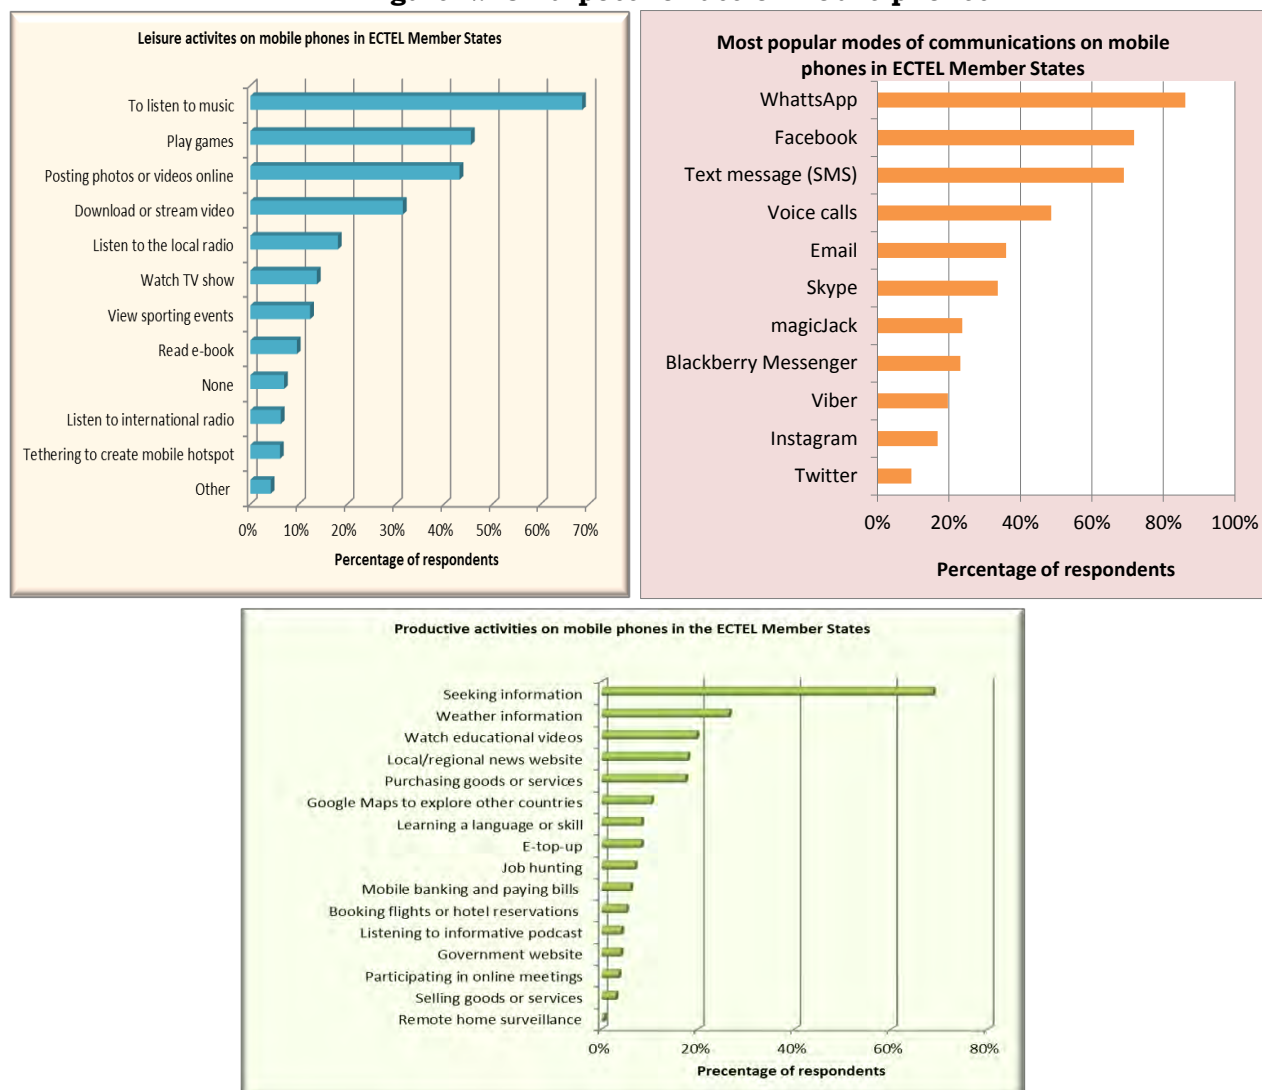 Leisure activites on mobile phones in ECTEL Member States
To listen to music
Play games
Posting photos or videos online
Download or stream video
Listen to the local radio
Watch TV show
View sporting events
Read e-book
None
Listen to international radio
Tethering to create mobile hotspot
Other
0% 10% 20% 30% 40% 50% 60% 70%
Percentage of respondents
Most popular modes of communications on mobile
phones in ECTEL Member States
WhattsApp
Facebook
Text message (SMS)
Voice calls
Email
Skype
magicJack
Blackberry Messenger
Viber
Instagram
Twitter
0% 20% 40% 60% 80% 100%
Percentage of respondents
Productive activities on mobile phones in the ECTEL Member States
Seeking information
Weather information
Watch educational videos
Local/regional news website
Purchasing goods or services
Google Maps to explore other countries
Learning a language or skill
E-top-up
Job hunting
Mobile banking and paying bills
Booking flights or hotel reservations
Listening to informative podcast
Government website
Participating in online meetings
Selling goods or services
Remote home surveillance
0% 20% 40% 60% 80%
Precentage of respondents